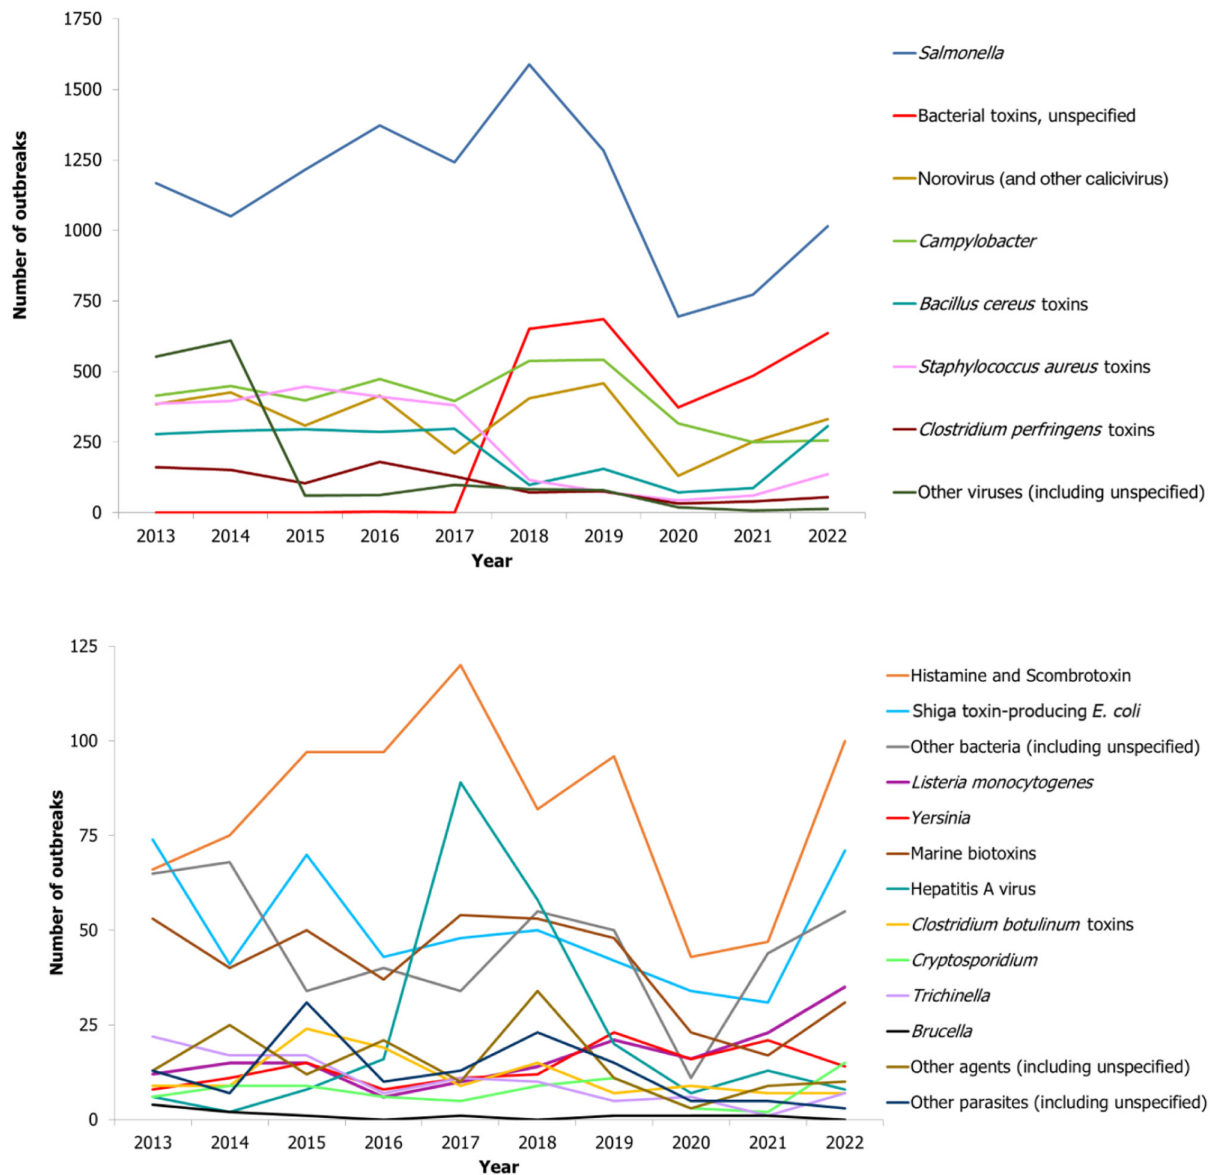 1750
1500
1250
1000
750
500
250
0
Number of outbreaks
2013 2014 2015 2016 2017 2018 2019 2020 2021 2022
Year
Salmonella
Bacterial toxins, unspecified
Norovirus (and other calicivirus)
Campylobacter
Bacillus cereus toxins
Staphylococcus aureus toxins
Clostridium perfringens toxins
Other viruses (including unspecified)
125
100
75
50
25
0
Number of outbreaks
2013 2014 2015 2016 2017 2018 2019 2020 2021 2022
Year
Histamine and Scombrotoxin
Shiga toxin-producing E. coli
Other bacteria (including unspecified)
Listeria monocytogenes
Yersinia
Marine biotoxins
Hepatitis A virus
Clostridium botulinum toxins
Cryptosporidium
Trichinella
Brucella
Other agents (including unspecified)
Other parasites (including unspecified)